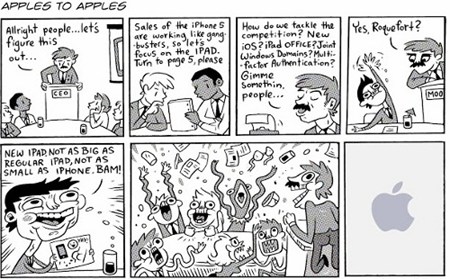 APPLES TO APPLES
Allright people...let's
figure this
out...
CEO
Sales of the iPhone 5
are working, like gang-
busters, so let's
focus on the IPAD.
Turn to page 5, please
How do we tackle the
competition? New
iOS? iPad OFFICE? Joint
Windows Domains? Multi-
factor Authentication?
Gimme
Somethin,
people...
Yes, Roquefort?
MOO
NEW IPAD, NOT AS BIG AS
REGULAR IPAD, NOT AS
SMALL AS IPHONE. BAM!